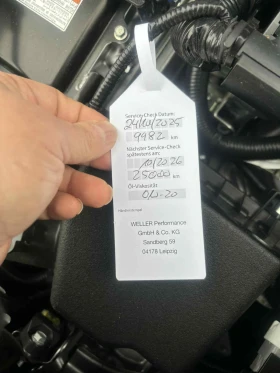 Service-Check Datum:
24/10/2025
9982 km
Nächster Service-Check
spätestens am:
10/2026
25000 km
Öl-Viskosität
0W-20
WELLER Performance
GmbH & Co. KG
Sandberg 59
04178 Leipzig